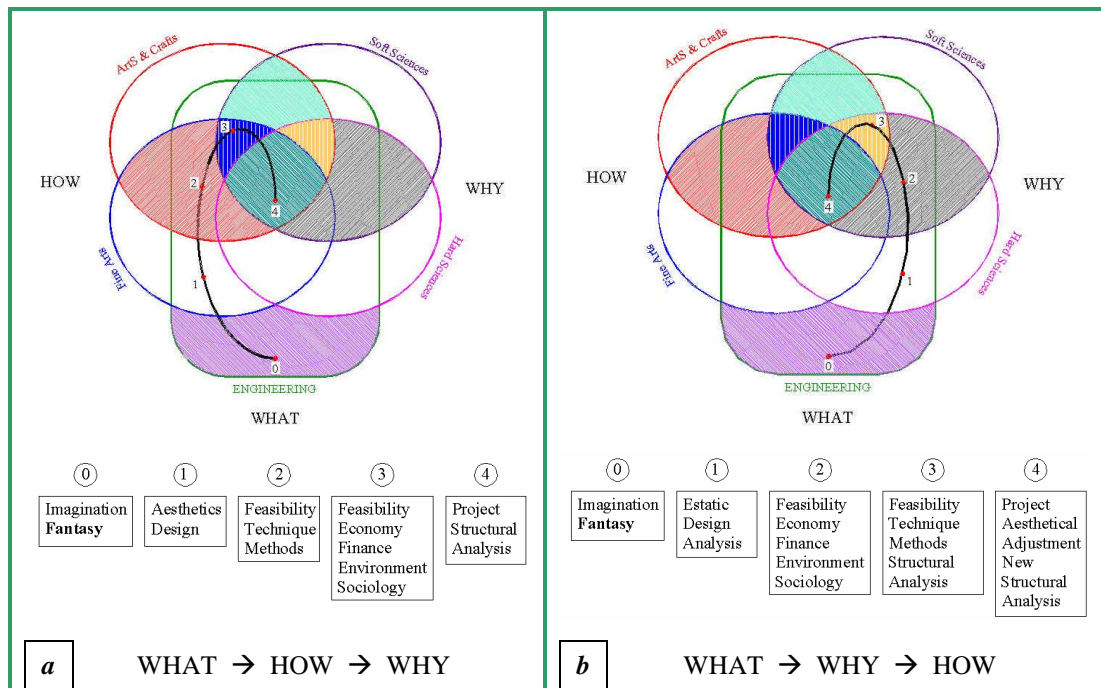 ArtS & Crafts
Soft Sciences
3
2
HOW
WHY
4
Fine Arts
Hard Sciences
1
0
ENGINEERING
WHAT
0
1
2
3
4
Imagination
Fantasy
Aesthetics
Design
Feasibility
Technique
Methods
Feasibility
Economy
Finance
Environment
Sociology
Project
Structural
Analysis
a
WHAT → HOW → WHY
ArtS & Crafts
Soft Sciences
3
2
HOW
WHY
4
Fine Arts
Hard Sciences
1
0
ENGINEERING
WHAT
0
1
2
3
4
Imagination
Fantasy
Estatic
Design
Analysis
Feasibility
Economy
Finance
Environment
Sociology
Feasibility
Technique
Methods
Structural
Analysis
Project
Aesthetical
Adjustment
New
Structural
Analysis
b
WHAT → WHY → HOW